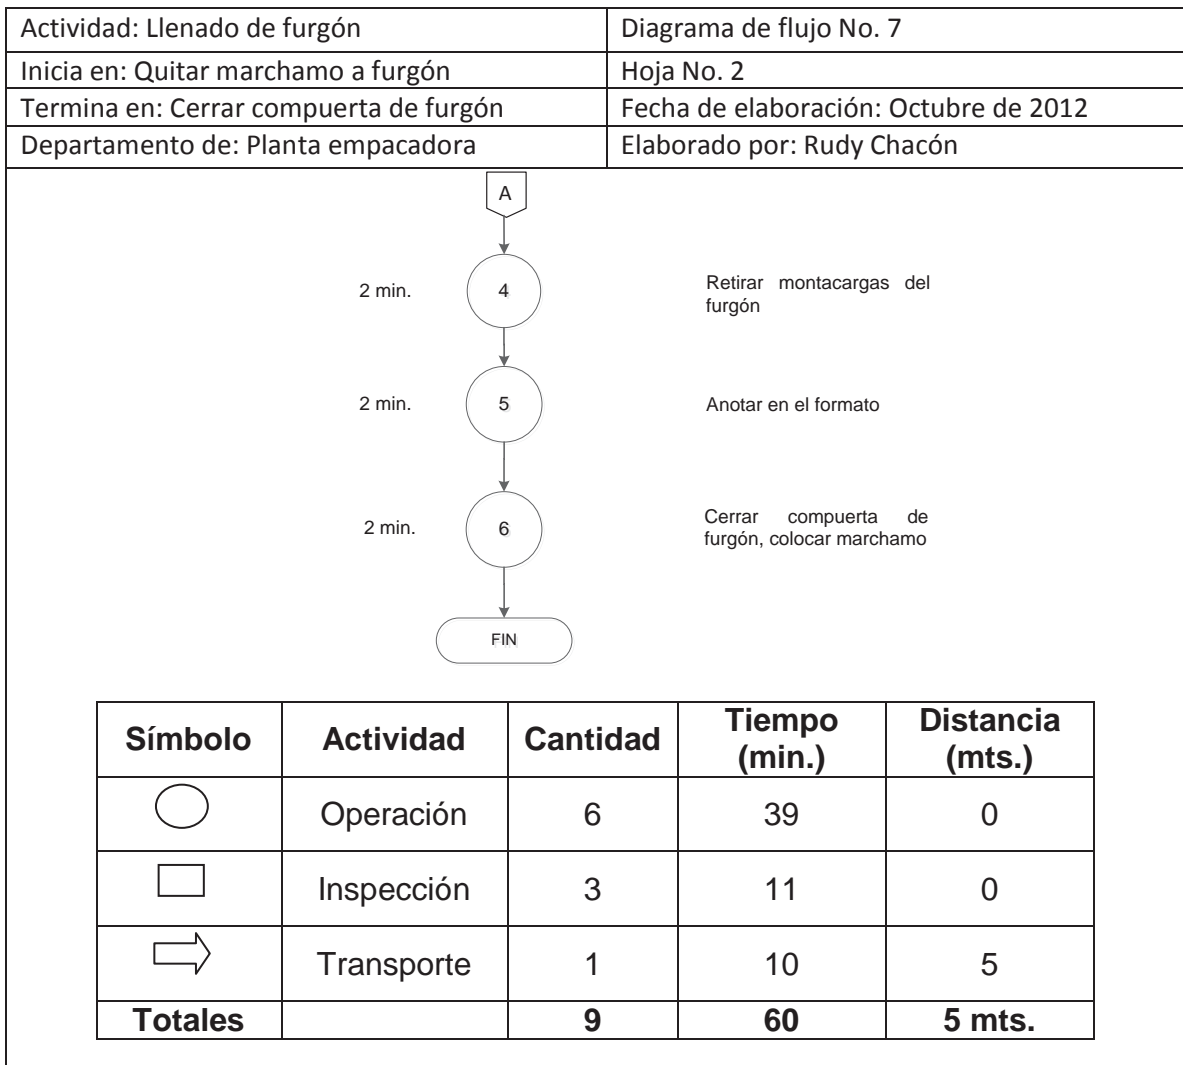 Actividad: Llenado de furgón Diagrama de flujo No. 7
Inicia en: Quitar marchamo a furgón Hoja No. 2
Termina en: Cerrar compuerta de furgón Fecha de elaboración: Octubre de 2012
Departamento de: Planta empacadora Elaborado por: Rudy Chacón
A
2 min. 4 Retirar montacargas del
furgón
2 min. 5 Anotar en el formato
2 min. 6 Cerrar compuerta de
furgón, colocar marchamo
FIN
Símbolo Actividad Cantidad Tiempo (min.) Distancia (mts.)
Operación 6 39 0
Inspección 3 11 0
Transporte 1 10 5
Totales 9 60 5 mts.